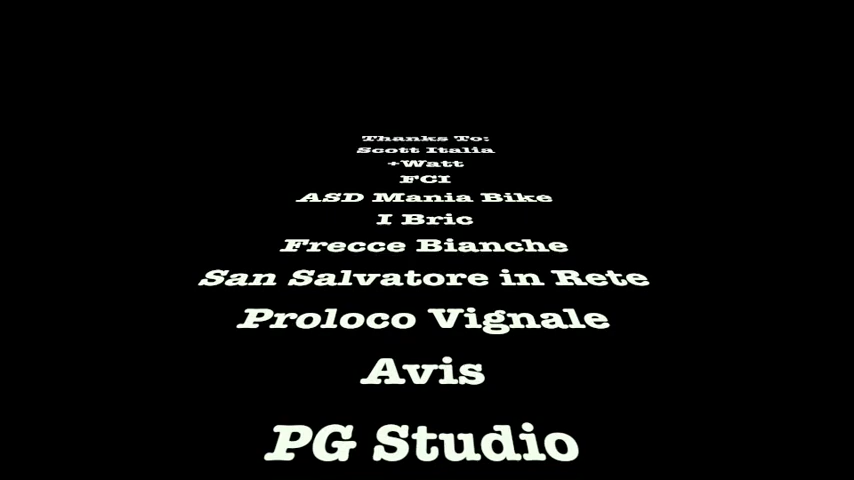 Thanks To:
Scott Italia
+Watt
FCI
ASD Mania Bike
I Bric
Frecce Bianche
San Salvatore in Rete
Proloco Vignale
Avis
PG Studio